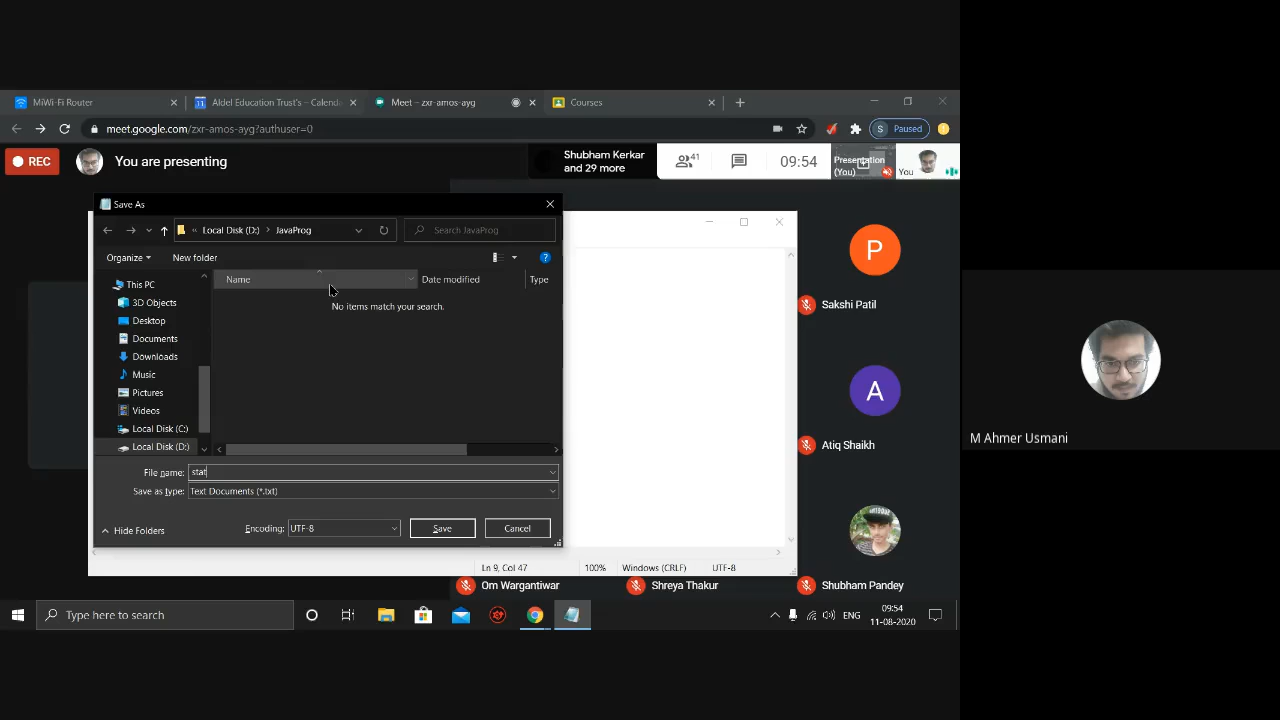 MiWi-Fi Router
Aldel Education Trust's – Calenda
Meet – zxr-amos-ayg
Courses
meet.google.com/zxr-amos-ayg?authuser=0
S Paused
REC
You are presenting
Shubham Kerkar
and 29 more
41
09:54
Presentation
(You)
You
Save As
Local Disk (D:) > JavaProg
Search JavaProg
Organize
New folder
Name
Date modified
Type
No items match your search.
This PC
3D Objects
Desktop
Documents
Downloads
Music
Pictures
Videos
Local Disk (C:)
Local Disk (D:)
File name: stat
Save as type: Text Documents (*.txt)
Hide Folders
Encoding: UTF-8
Save
Cancel
Ln 9, Col 47
100%
Windows (CRLF)
UTF-8
P
Sakshi Patil
A
Atiq Shaikh
Om Wargantiwar
Shreya Thakur
Shubham Pandey
M Ahmer Usmani
Type here to search
ENG
09:54
11-08-2020